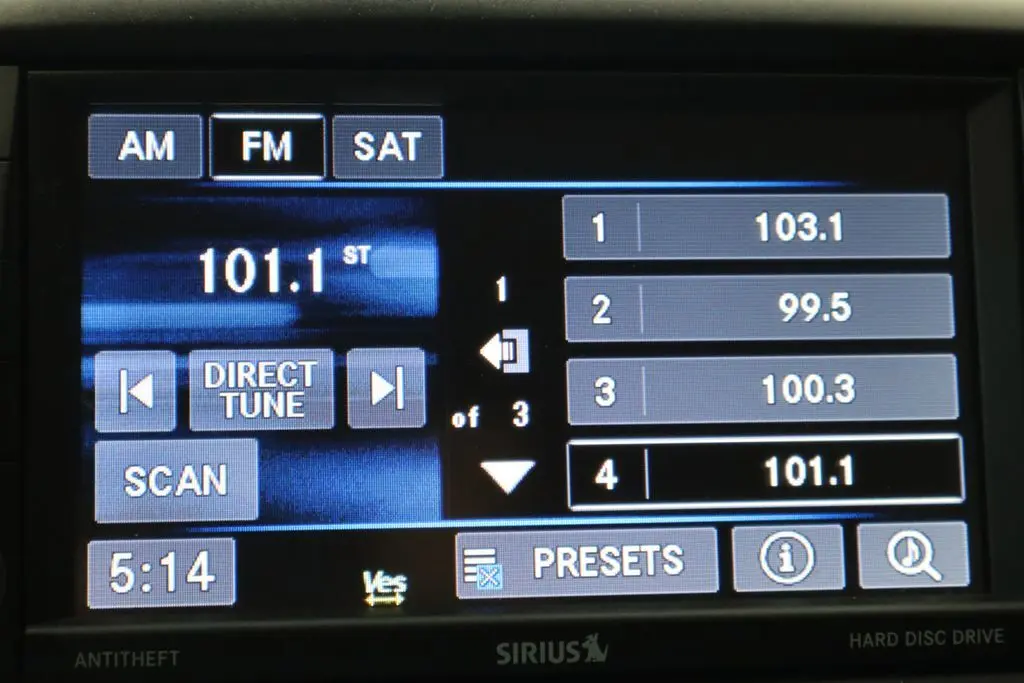 AM FM SAT
101.1 ST
1
of 3
DIRECT
TUNE
SCAN
1 103.1
2 99.5
3 100.3
4 101.1
5:14
Yes
PRESETS
i
ANTITHEFT
SIRIUS
HARD DISC DRIVE